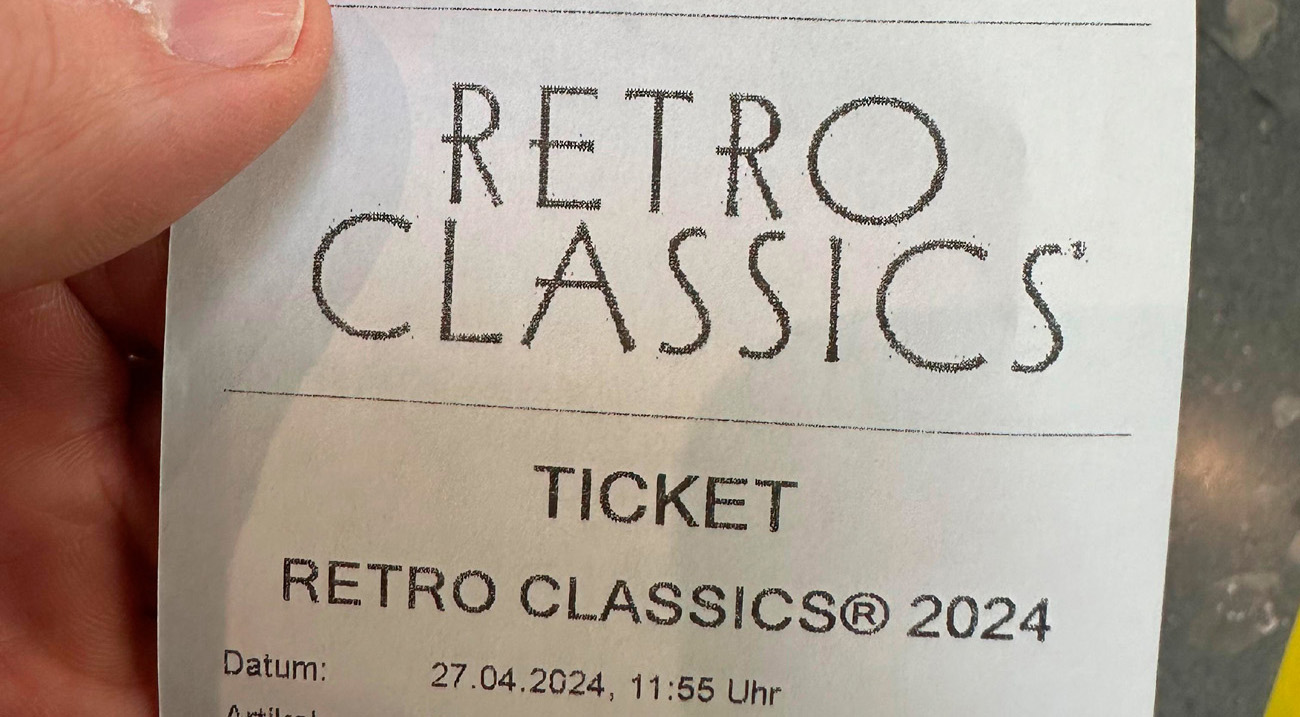 RETRO
CLASSICS®
TICKET
RETRO CLASSICS® 2024
Datum: 27.04.2024, 11:55 Uhr